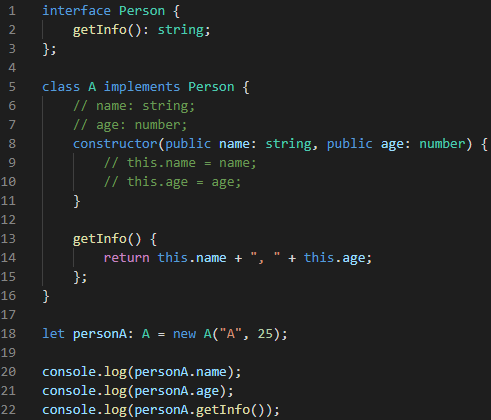 1 interface Person {
2     getInfo(): string;
3 };
4
5 class A implements Person {
6     // name: string;
7     // age: number;
8     constructor(public name: string, public age: number) {
9         // this.name = name;
10         // this.age = age;
11     }
12
13     getInfo() {
14         return this.name + ", " + this.age;
15     };
16 }
17
18 let personA: A = new A("A", 25);
19
20 console.log(personA.name);
21 console.log(personA.age);
22 console.log(personA.getInfo());